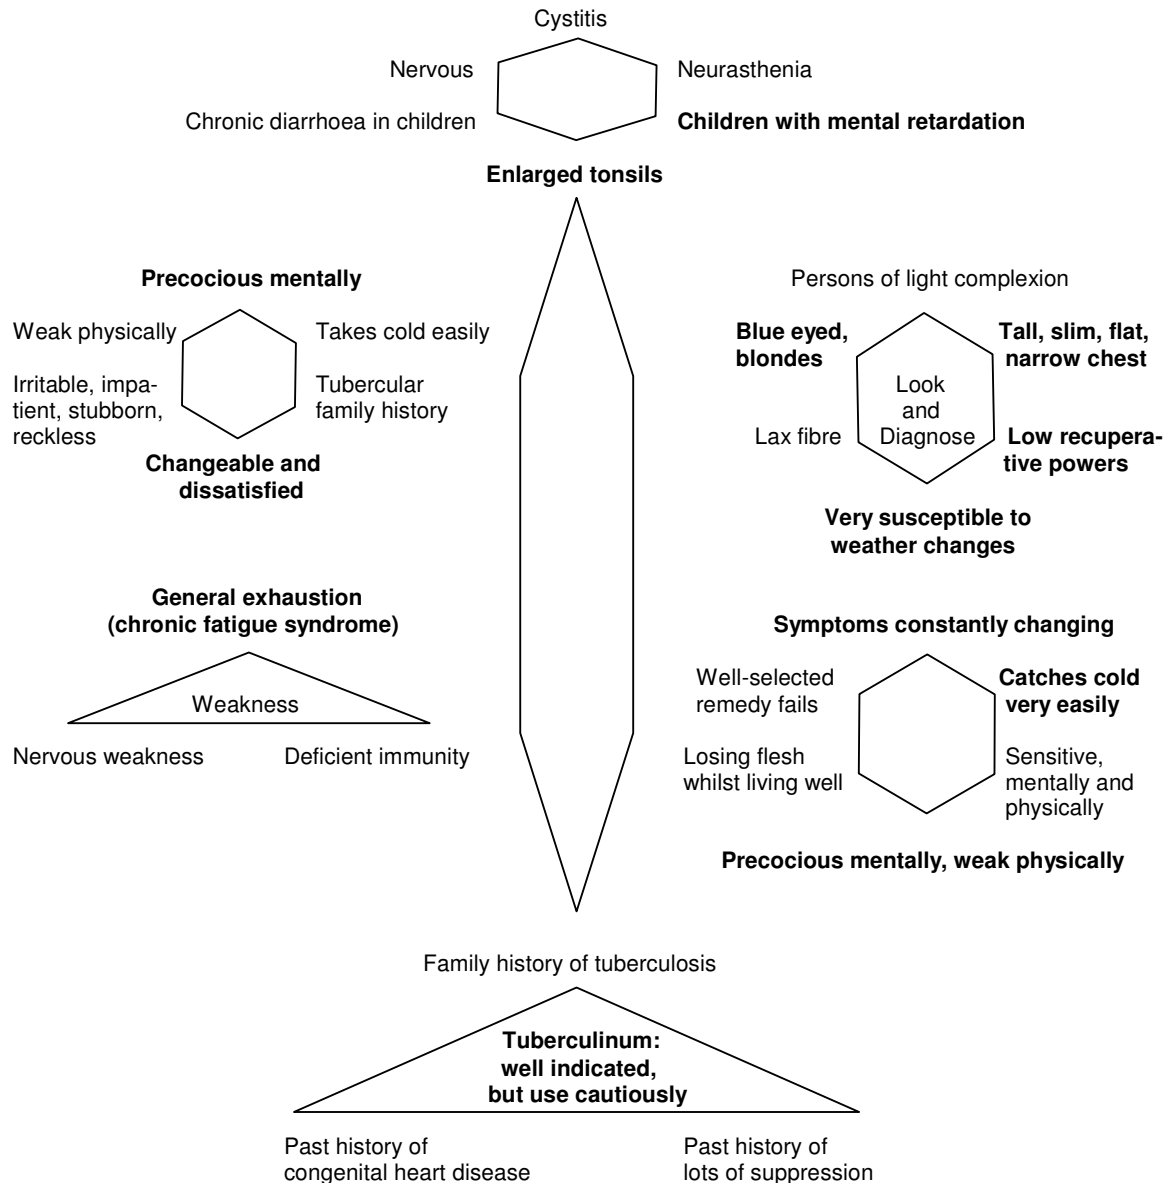 Cystitis
Nervous
Neurasthenia
Chronic diarrhoea in children
Children with mental retardation
Enlarged tonsils
Precocious mentally
Weak physically
Takes cold easily
Irritable, impa-
tient, stubborn,
reckless
Tubercular
family history
Changeable and
dissatisfied
Persons of light complexion
Blue eyed,
blondes
Tall, slim, flat,
narrow chest
Look
and
Diagnose
Lax fibre
Low recupera-
tive powers
Very susceptible to
weather changes
General exhaustion
(chronic fatigue syndrome)
Weakness
Nervous weakness
Deficient immunity
Symptoms constantly changing
Well-selected
remedy fails
Catches cold
very easily
Losing flesh
whilst living well
Sensitive,
mentally and
physically
Precocious mentally, weak physically
Family history of tuberculosis
Tuberculinum:
well indicated,
but use cautiously
Past history of
congenital heart disease
Past history of
lots of suppression